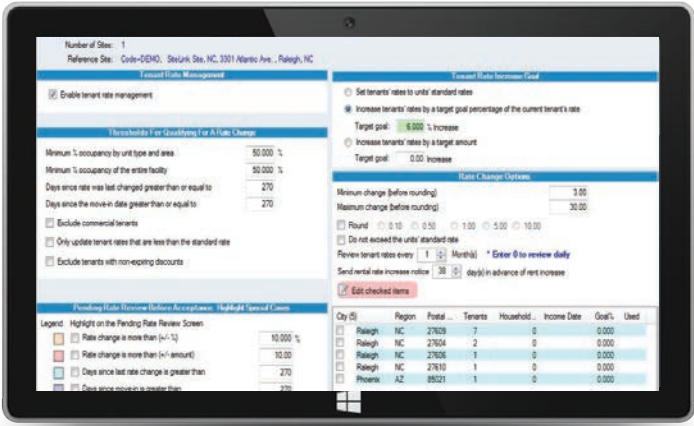 Number of Sites: 1
Reference Site: Code=DEMO, SiteLink Site, NC, 3301 Atlantic Ave. , Raleigh, NC
Tenant Rate Management
Enable tenant rate management
Thresholds For Qualifying For A Rate Change
Minimum % occupancy by unit type and area 50.000 %
Minimum % occupancy of the entire facility 50.000 %
Days since rate was last changed greater than or equal to 270
Days since the move-in date greater than or equal to 270
Exclude commercial tenants
Only update tenant rates that are less than the standard rate
Exclude tenants with non-expiring discounts
Pending Rate Review Before Acceptance: Highlight Special Cases
Legend Highlight on the Pending Rate Review Screen
Rate change is more than (+/- %) 10.000 %
Rate change is more than (+/- amount) 10.00
Days since last rate change is greater than 270
Days since move-in is greater than 270
Tenant Rate Increase Goal
Set tenants' rates to units' standard rates
Increase tenants' rates by a target goal percentage of the current tenant's rate
Target goal: 6.000 % Increase
Increase tenants' rates by a target amount
Target goal: 0.00 Increase
Rate Change Options
Minimum change (before rounding) 3.00
Maximum change (before rounding) 30.00
Round 0.10 0.50 1.00 5.00 10.00
Do not exceed the units' standard rate
Review tenant rates every 1 Month(s) * Enter 0 to review daily
Send rental rate increase notice 38 day(s) in advance of rent increase
Edit checked items
City (5) Region Postal ... Tenants Household... Income Date Goal% Used
Raleigh NC 27609 7 0 0.000
Raleigh NC 27604 2 0 0.000
Raleigh NC 27606 1 0 0.000
Raleigh NC 27610 1 0 0.000
Phoenix AZ 85021 1 0 0.000